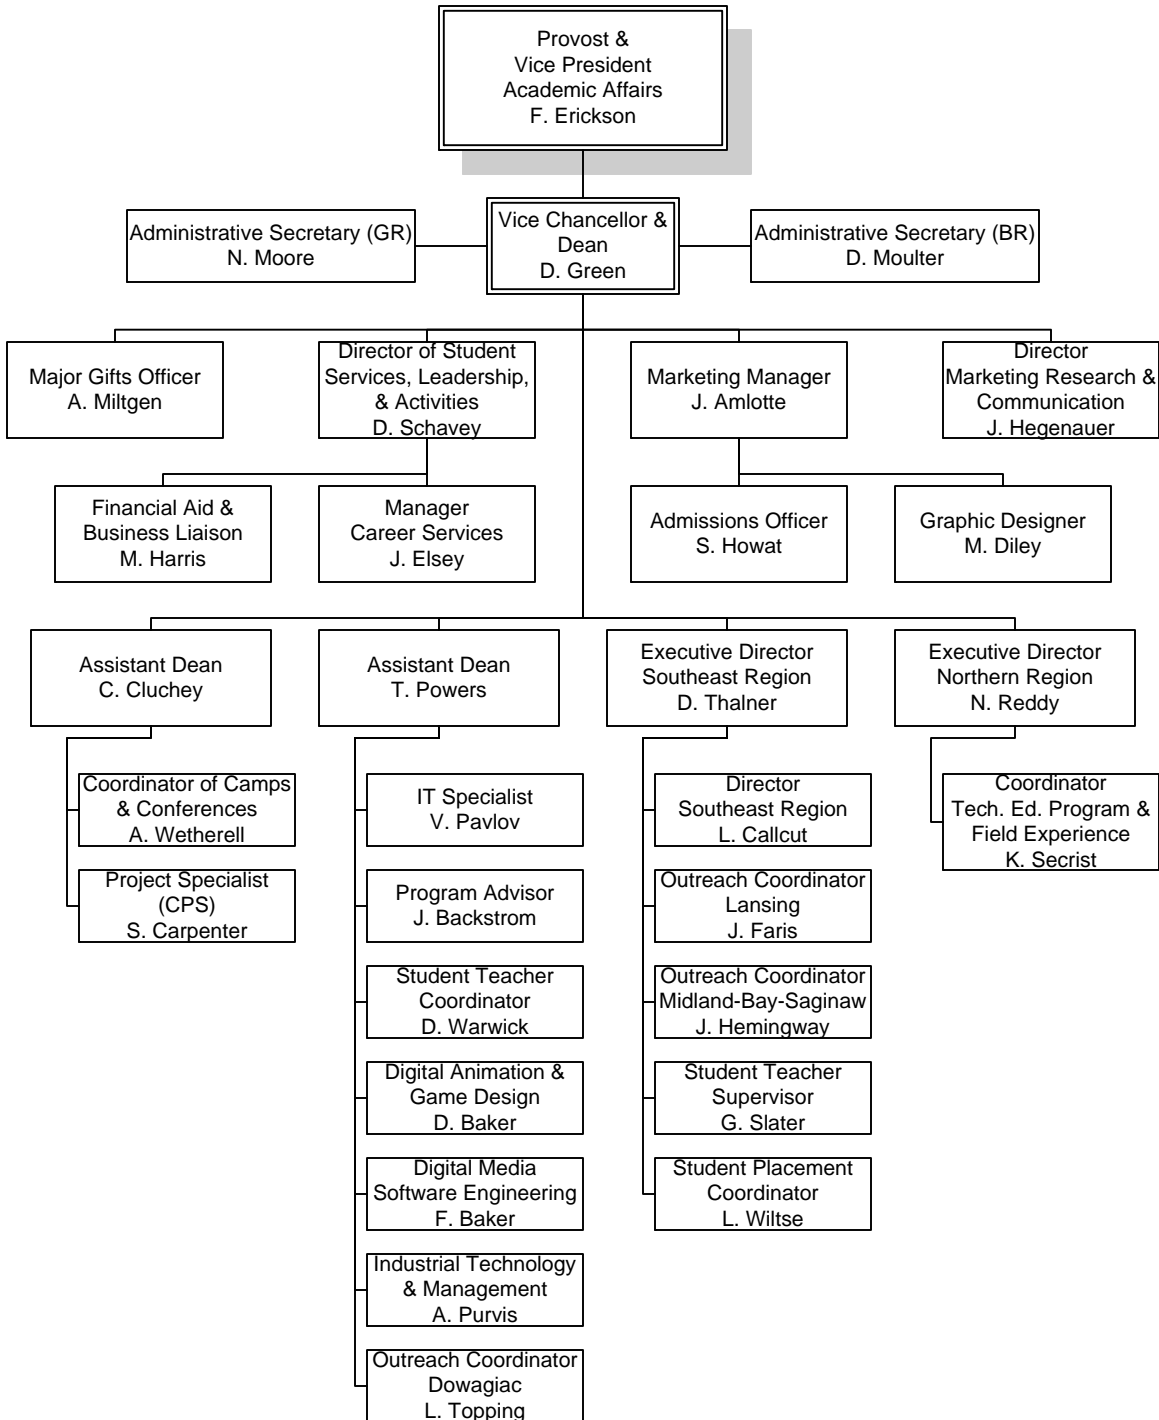 Provost &
Vice President
Academic Affairs
F. Erickson
Administrative Secretary (GR)
N. Moore
Vice Chancellor &
Dean
D. Green
Administrative Secretary (BR)
D. Moulter
Major Gifts Officer
A. Miltgen
Director of Student
Services, Leadership,
& Activities
D. Schavey
Marketing Manager
J. Amlotte
Director
Marketing Research &
Communication
J. Hegenauer
Financial Aid &
Business Liaison
M. Harris
Manager
Career Services
J. Elsey
Admissions Officer
S. Howat
Graphic Designer
M. Diley
Assistant Dean
C. Cluchey
Assistant Dean
T. Powers
Executive Director
Southeast Region
D. Thalner
Executive Director
Northern Region
N. Reddy
Coordinator of Camps
& Conferences
A. Wetherell
Project Specialist
(CPS)
S. Carpenter
IT Specialist
V. Pavlov
Program Advisor
J. Backstrom
Student Teacher
Coordinator
D. Warwick
Digital Animation &
Game Design
D. Baker
Digital Media
Software Engineering
F. Baker
Industrial Technology
& Management
A. Purvis
Outreach Coordinator
Dowagiac
L. Topping
Director
Southeast Region
L. Callcut
Outreach Coordinator
Lansing
J. Faris
Outreach Coordinator
Midland-Bay-Saginaw
J. Hemingway
Student Teacher
Supervisor
G. Slater
Student Placement
Coordinator
L. Wiltse
Coordinator
Tech. Ed. Program &
Field Experience
K. Secrist